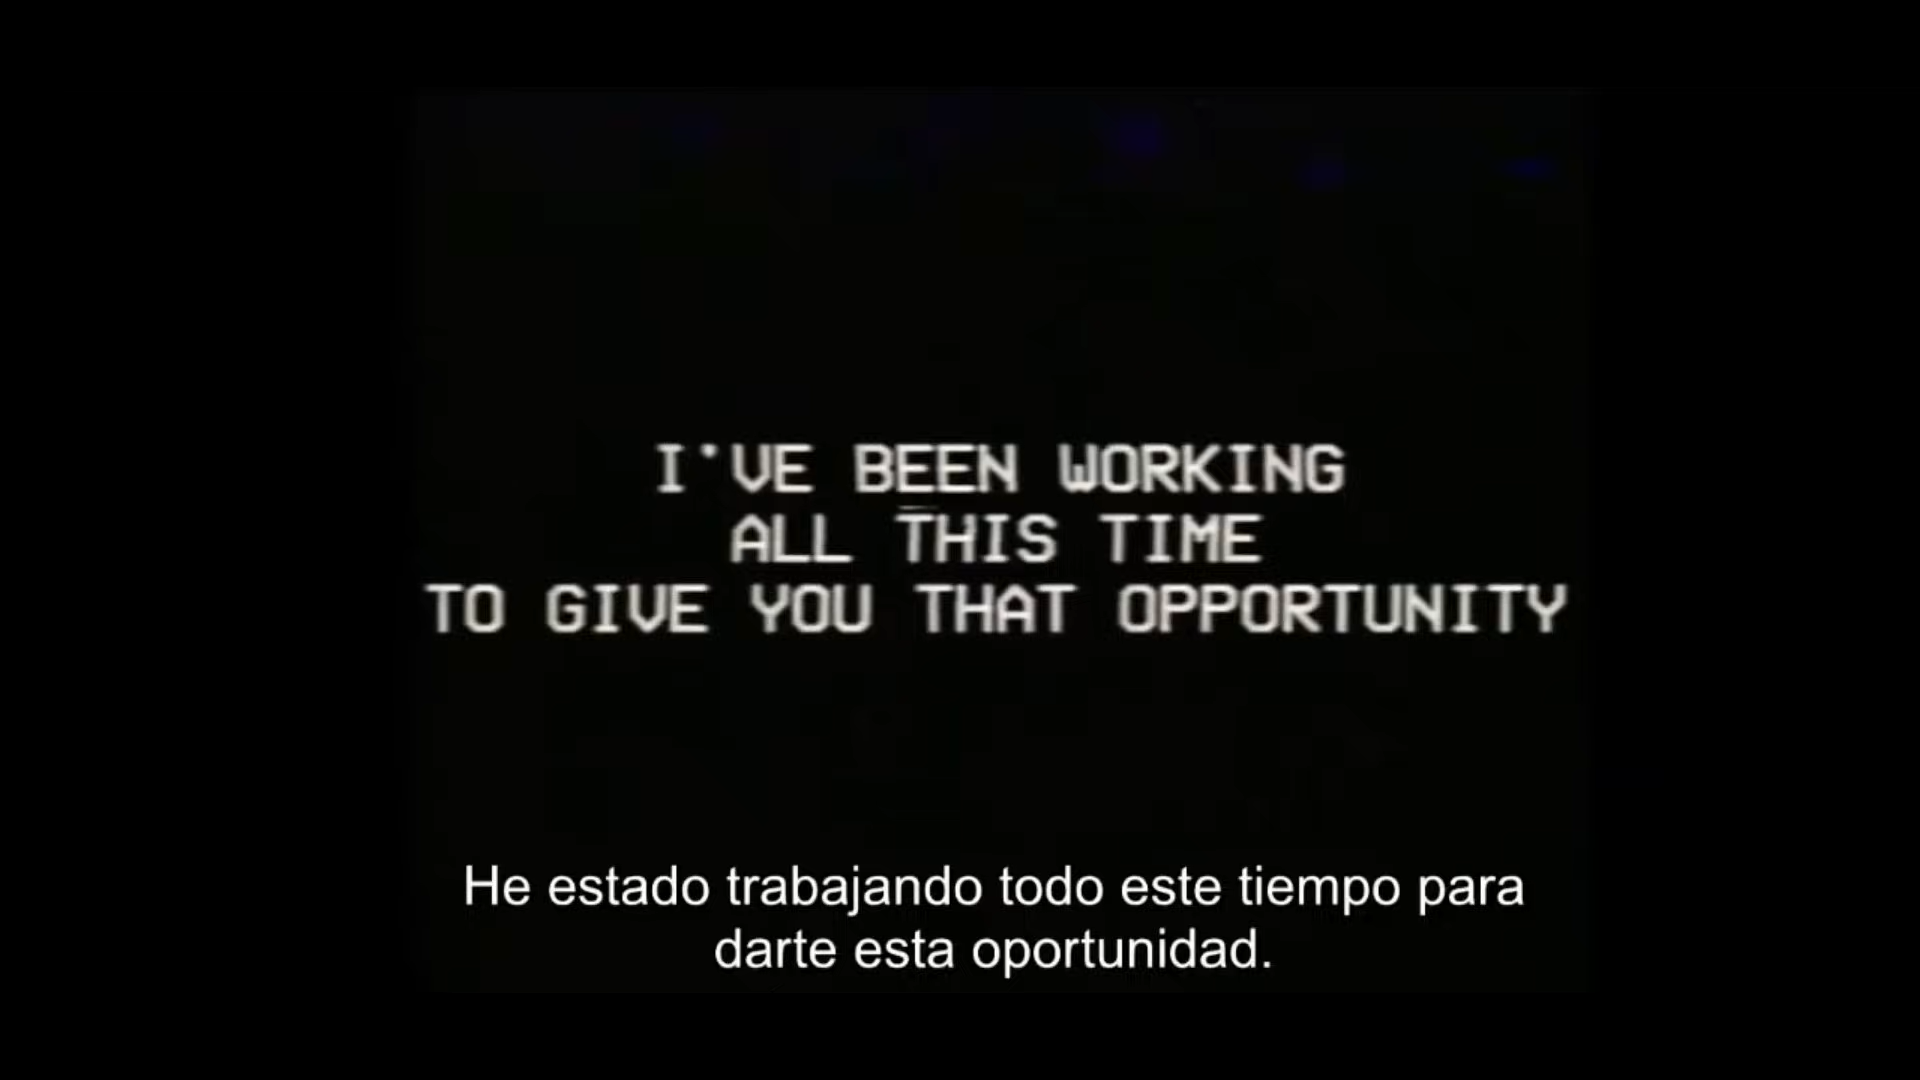 I'VE BEEN WORKING
ALL THIS TIME
TO GIVE YOU THAT OPPORTUNITY
He estado trabajando todo este tiempo para
darte esta oportunidad.